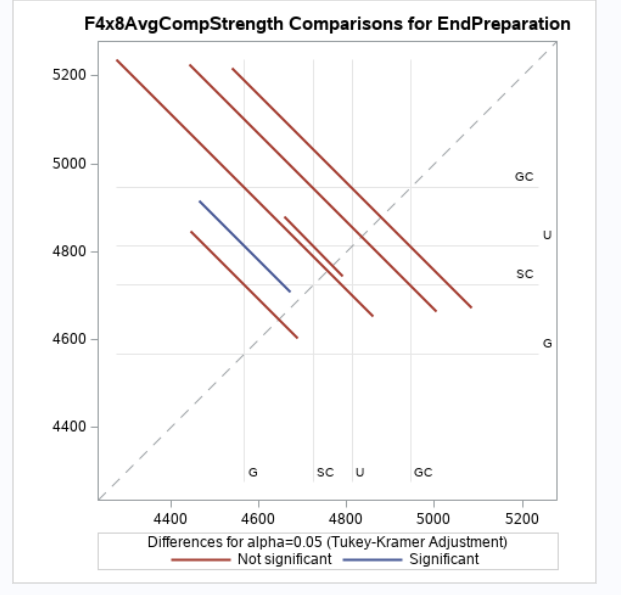 F4x8AvgCompStrength Comparisons for EndPreparation
5200
5000
4800
4600
4400
GC
U
SC
G
G SC U GC
4400 4600 4800 5000 5200
Differences for alpha=0.05 (Tukey-Kramer Adjustment)
Not significant Significant